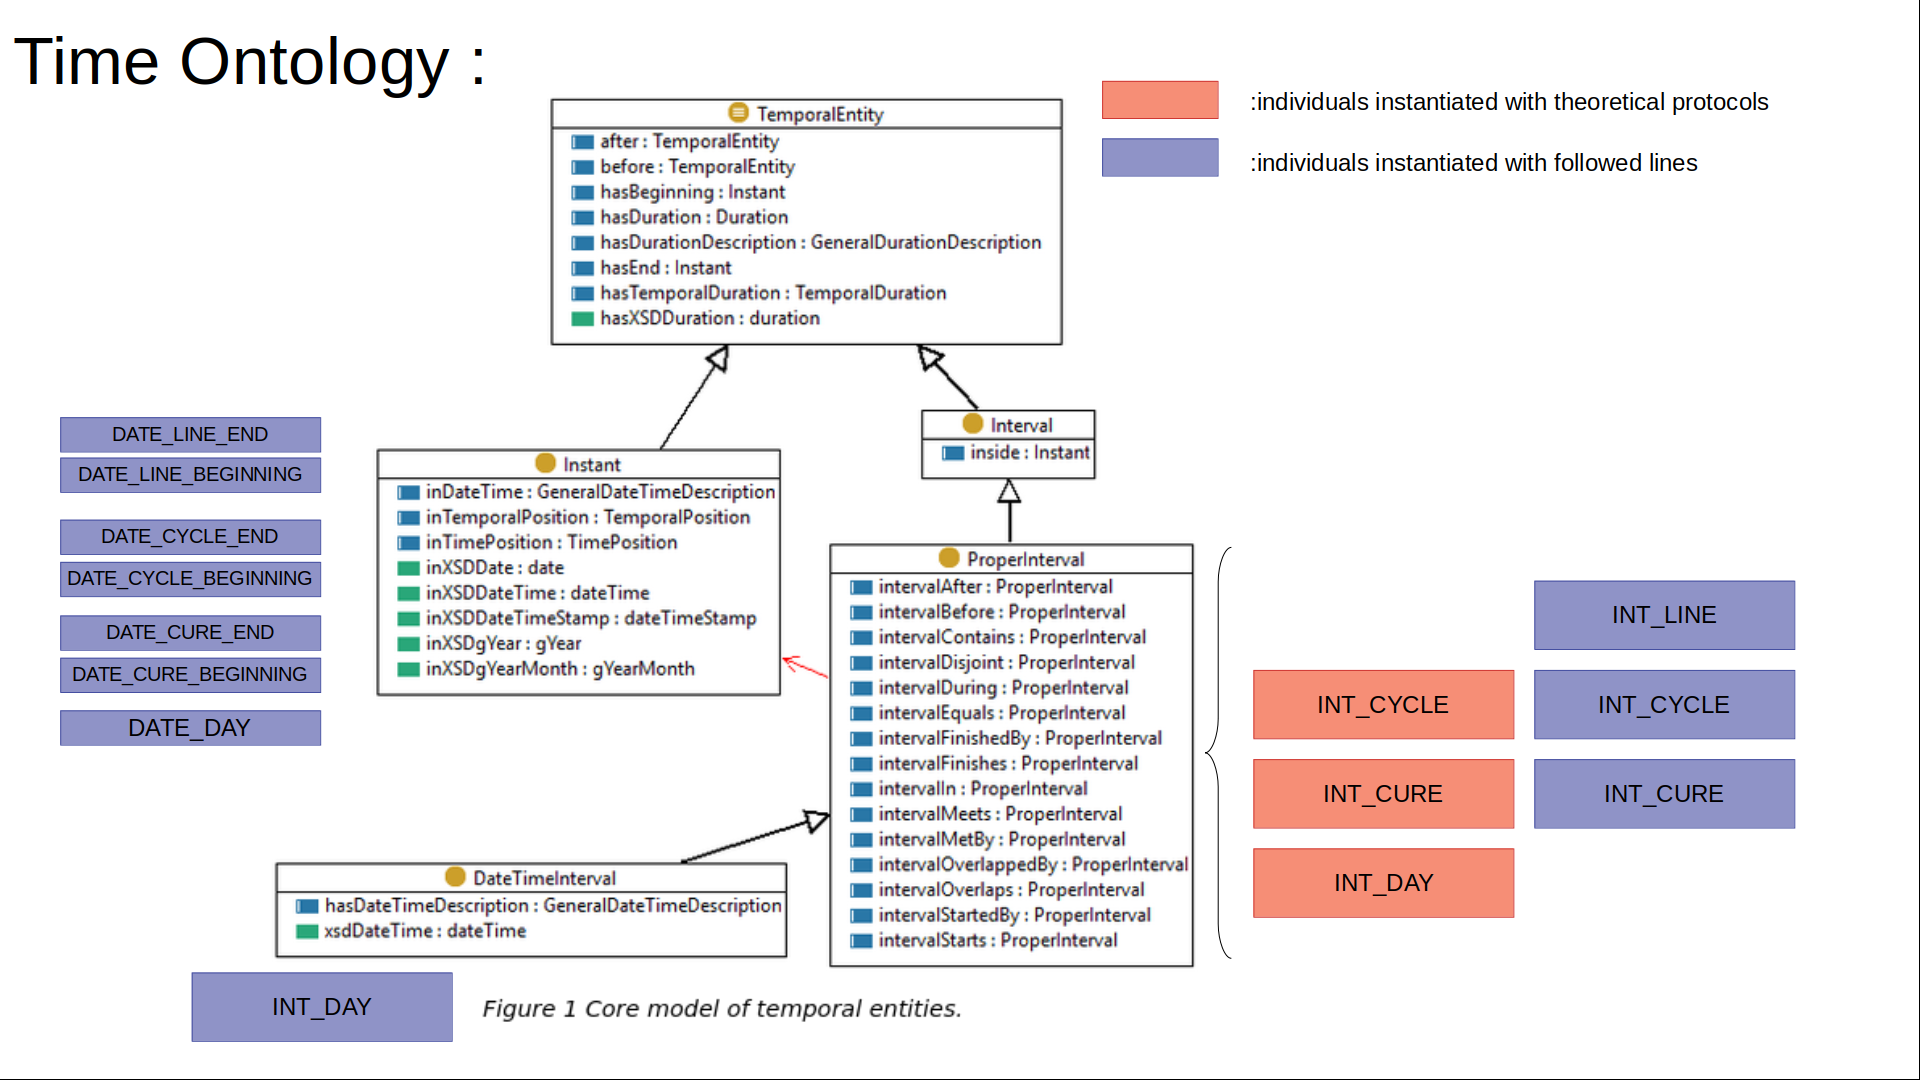 Time Ontology :
:individuals instantiated with theoretical protocols
:individuals instantiated with followed lines
TemporalEntity
after : TemporalEntity
before : TemporalEntity
hasBeginning : Instant
hasDuration : Duration
hasDurationDescription : GeneralDurationDescription
hasEnd : Instant
hasTemporalDuration : TemporalDuration
hasXSDDuration : duration
DATE_LINE_END
DATE_LINE_BEGINNING
DATE_CYCLE_END
DATE_CYCLE_BEGINNING
DATE_CURE_END
DATE_CURE_BEGINNING
DATE_DAY
Instant
inDateTime : GeneralDateTimeDescription
inTemporalPosition : TemporalPosition
inTimePosition : TimePosition
inXSDDate : date
inXSDDateTime : dateTime
inXSDDateTimeStamp : dateTimeStamp
inXSDgYear : gYear
inXSDgYearMonth : gYearMonth
Interval
inside : Instant
ProperInterval
intervalAfter : ProperInterval
intervalBefore : ProperInterval
intervalContains : ProperInterval
intervalDisjoint : ProperInterval
intervalDuring : ProperInterval
intervalEquals : ProperInterval
intervalFinishedBy : ProperInterval
intervalFinishes : ProperInterval
intervalIn : ProperInterval
intervalMeets : ProperInterval
intervalMetBy : ProperInterval
intervalOverlappedBy : ProperInterval
intervalOverlaps : ProperInterval
intervalStartedBy : ProperInterval
intervalStarts : ProperInterval
INT_LINE
INT_CYCLE
INT_CYCLE
INT_CURE
INT_CURE
INT_DAY
DateTimeInterval
hasDateTimeDescription : GeneralDateTimeDescription
xsdDateTime : dateTime
INT_DAY
Figure 1 Core model of temporal entities.